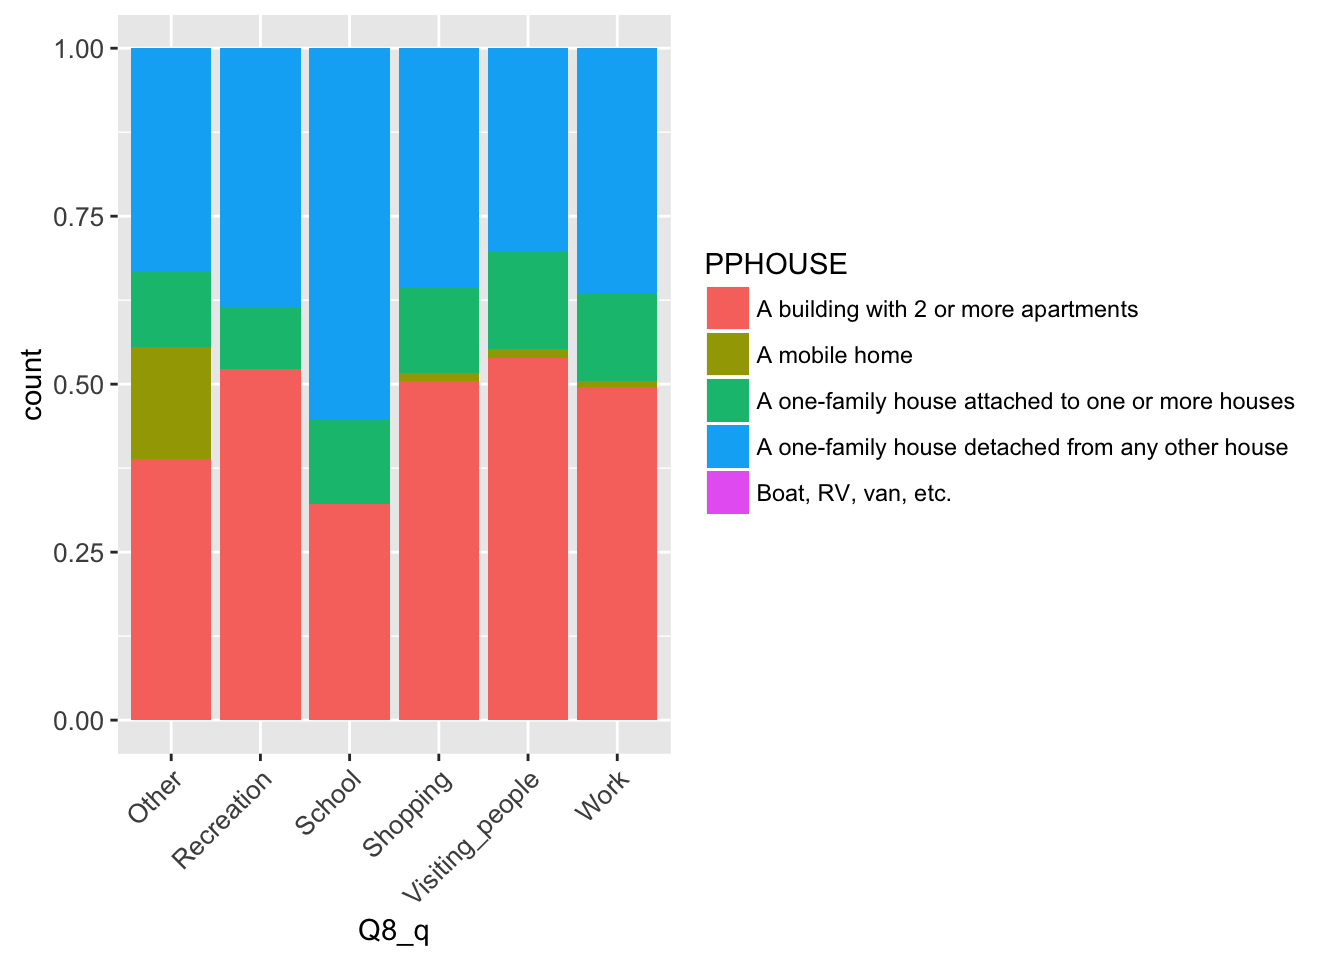 1.00
0.75
0.50
0.25
0.00
count
Other
Recreation
School
Shopping
Visiting_people
Work
Q8_q
PPHOUSE
A building with 2 or more apartments
A mobile home
A one-family house attached to one or more houses
A one-family house detached from any other house
Boat, RV, van, etc.